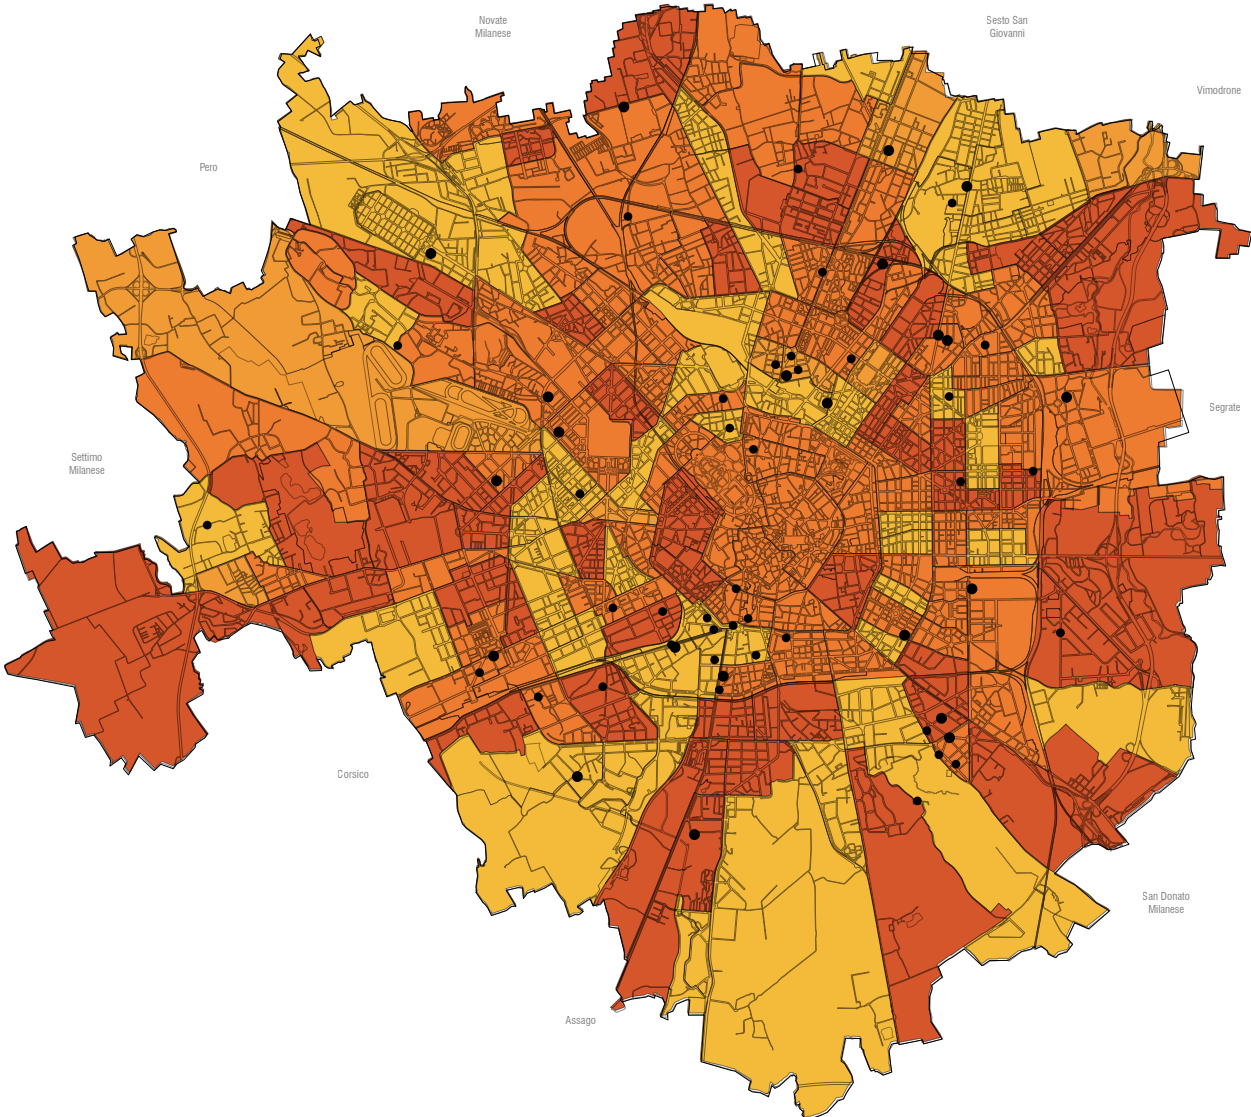 Novate
Milanese
Sesto San
Giovanni
Vimodrone
Pero
Segrate
Settimo
Milanese
Corsico
San Donato
Milanese
Assago